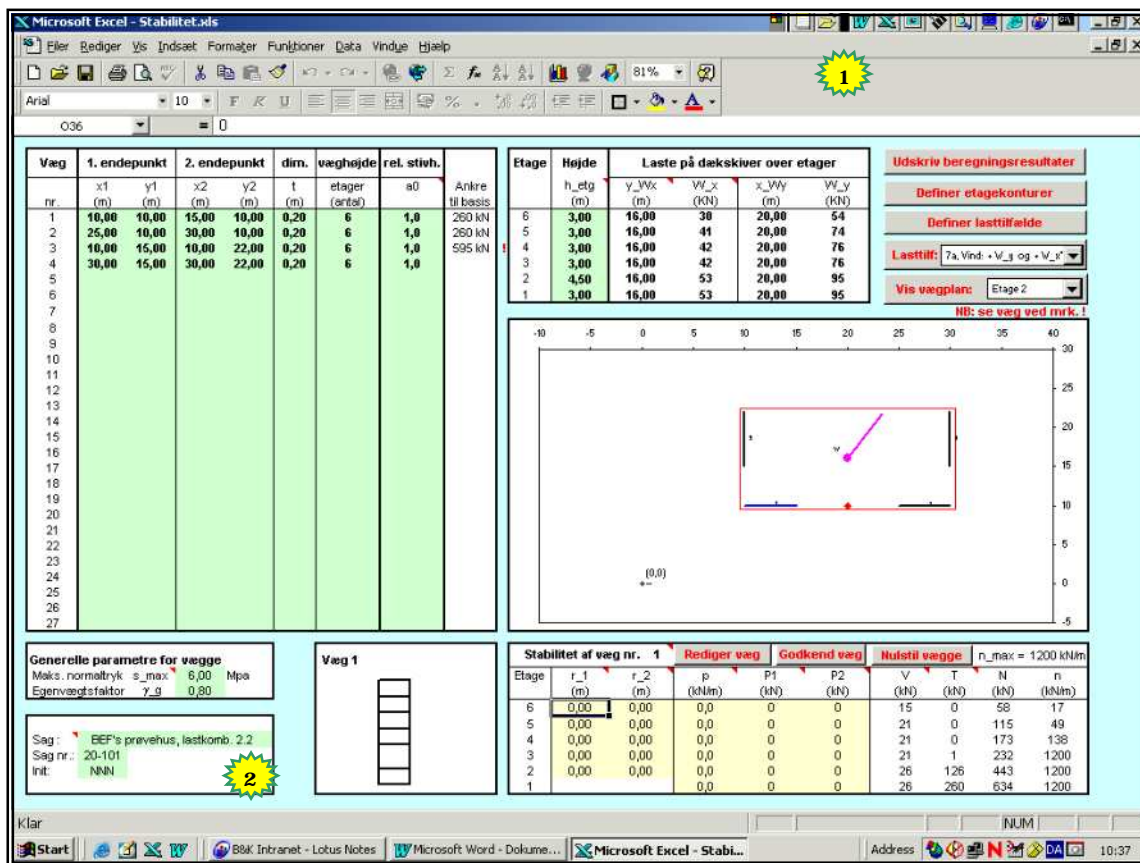 Microsoft Excel - Stabilitet.xls
Filer Rediger Vis Indsæt Formater Funktioner Data Vindue Hjælp
81%
1
Arial 10 F K U
O36 = 0
Væg 1. endepunkt 2. endepunkt dim. væghøjde rel. stivh.
x1 y1 x2 y2 t etager a0 Ankre
nr. (m) (m) (m) (m) (m) (antal) til basis
1 10,00 10,00 15,00 10,00 0,20 6 1,0 260 kN
2 25,00 10,00 30,00 10,00 0,20 6 1,0 260 kN
3 10,00 15,00 10,00 22,00 0,20 6 1,0 595 kN !
4 30,00 15,00 30,00 22,00 0,20 6 1,0
5
6
7
8
9
10
11
12
13
14
15
16
17
18
19
20
21
22
23
24
25
26
27
Etage Højde Laste på dækskiver over etager
h_etg y_Wx W_x x_Wy W_y
(m) (m) (KN) (m) (KN)
6 3,00 16,00 30 20,00 54
5 3,00 16,00 41 20,00 74
4 3,00 16,00 42 20,00 76
3 3,00 16,00 42 20,00 76
2 4,50 16,00 53 20,00 95
1 3,00 16,00 53 20,00 95
Udskriv beregningsresultater
Definer etagekonturer
Definer lasttilfælde
Lasttilf: 7a, Vind: + W_y og + W_x"
Vis vægplan: Etage 2
NB: se væg ved mrk. !
-10 -5 0 5 10 15 20 25 30 35 40
30
25
20
15
10
5
0
-5
W
(0,0)
Generelle parametre for vægge
Maks. normaltryk s_max 6,00 Mpa
Egenvægtsfaktor γ_g 0,80
Sag : BEF's prøvehus, lastkomb. 2.2
Sag nr.: 20-101
Init: NNN
2
Væg 1
Stabilitet af væg nr. 1 Rediger væg Godkend væg Nulstil vægge n_max = 1200 kN/m
Etage r_1 r_2 p P1 P2 V T N n
(m) (m) (kN/m) (kN) (kN) (kN) (kN) (kN) (kN/m)
6 0,00 0,00 0,0 0 0 15 0 58 17
5 0,00 0,00 0,0 0 0 21 0 115 49
4 0,00 0,00 0,0 0 0 21 0 173 138
3 0,00 0,00 0,0 0 0 21 1 232 1200
2 0,00 0,00 0,0 0 0 26 126 443 1200
1 0,0 0 0 26 260 634 1200
Klar NUM
Start B&K Intranet - Lotus Notes Microsoft Word - Dokume... Microsoft Excel - Stabi... Address DA 10:37